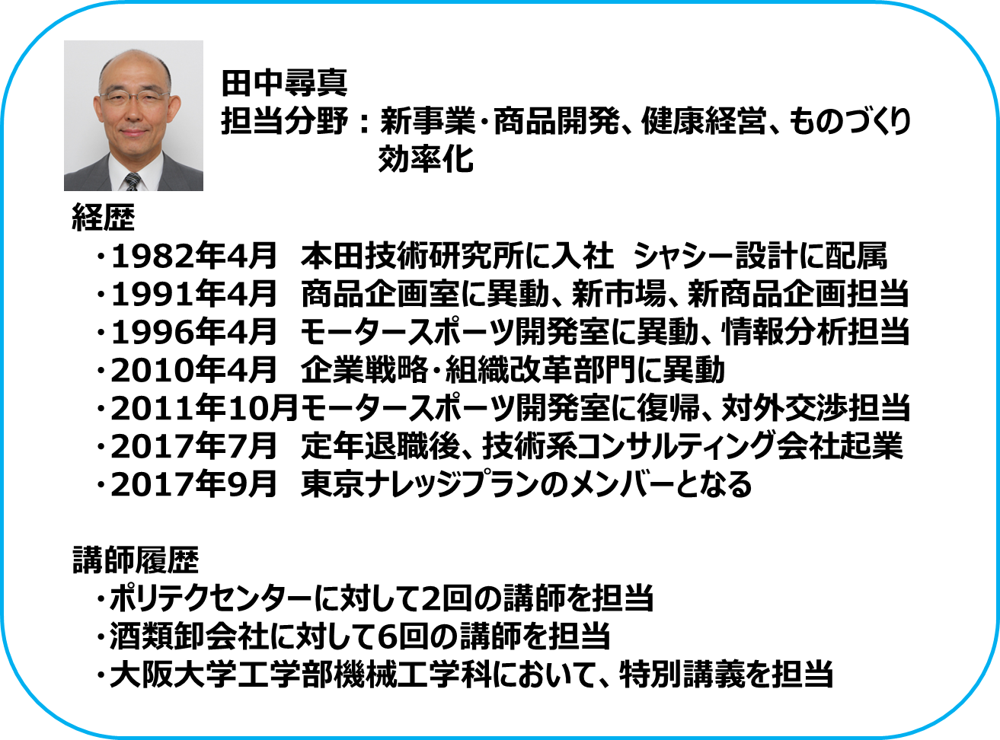 田中尋真
担当分野：新事業・商品開発、健康経営、ものづくり
効率化
経歴
・1982年4月　本田技術研究所に入社　シャシー設計に配属
・1991年4月　商品企画室に異動、新市場、新商品企画担当
・1996年4月　モータースポーツ開発室に異動、情報分析担当
・2010年4月　企業戦略・組織改革部門に異動
・2011年10月モータースポーツ開発室に復帰、対外交渉担当
・2017年7月　定年退職後、技術系コンサルティング会社起業
・2017年9月　東京ナレッジプランのメンバーとなる
講師履歴
・ポリテクセンターに対して2回の講師を担当
・酒類卸会社に対して6回の講師を担当
・大阪大学工学部機械工学科において、特別講義を担当